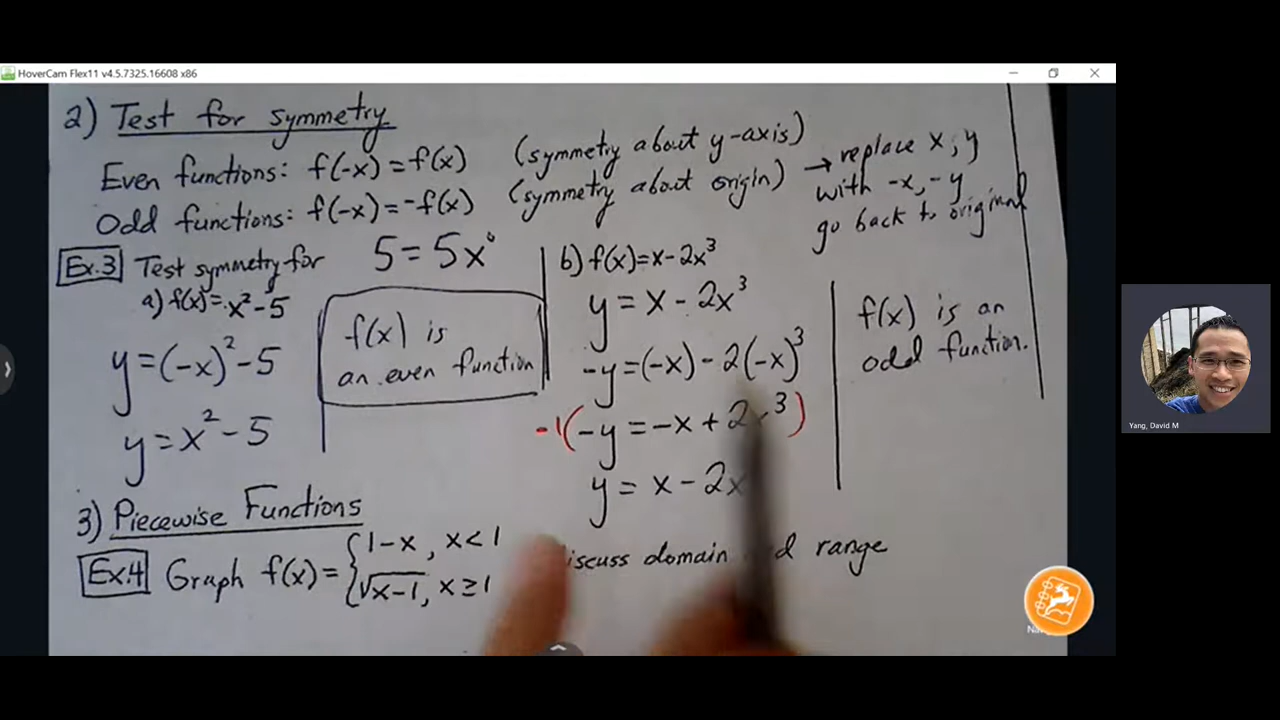 HoverCam Flex11 v4.5.7325.16608 x86
2) Test for symmetry
Even functions: f(-x) = f(x) (symmetry about y-axis)
Odd functions: f(-x) = -f(x) (symmetry about origin) → replace x, y
with -x, -y
go back to original
Ex.3 Test symmetry for 5 = 5x⁰
a) f(x) = x² - 5
y = (-x)² - 5
y = x² - 5
f(x) is
an even function
b) f(x) = x - 2x³
y = x - 2x³
-y = (-x) - 2(-x)³
-1(-y = -x + 2x³)
y = x - 2x
f(x) is an
odd function.
3) Piecewise Functions
Ex.4 Graph f(x) = { 1-x, x < 1
√x-1, x ≥ 1
domain range
Yang, David M